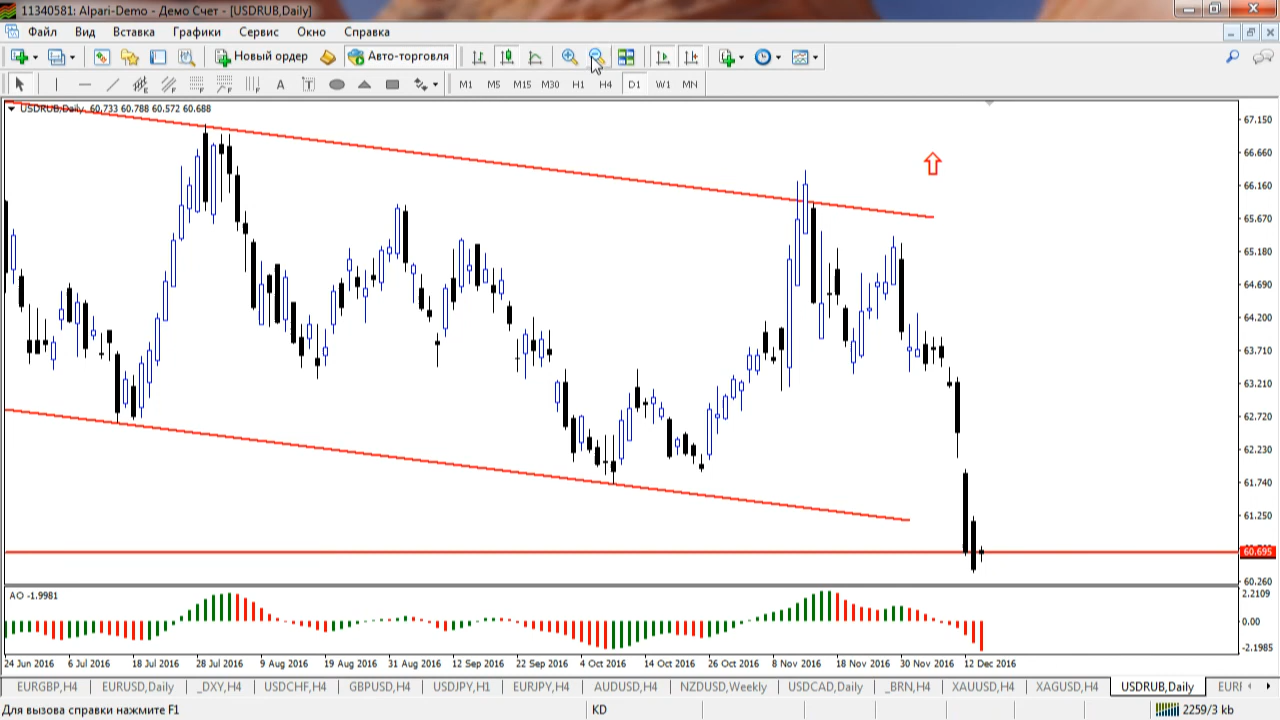 11340581: Alpari-Demo - Демо Счет - [USDRUB,Daily]
Файл Вид Вставка Графики Сервис Окно Справка
Новый ордер Авто-торговля
A T M1 M5 M15 M30 H1 H4 D1 W1 MN
USDRUB,Daily 60.733 60.788 60.572 60.688
67.150
66.660
66.160
65.670
65.180
64.690
64.200
63.710
63.210
62.720
62.230
61.740
61.250
60.695
60.260
AO -1.9981
2.2109
0.00
-2.1985
24 Jun 2016 6 Jul 2016 18 Jul 2016 28 Jul 2016 9 Aug 2016 19 Aug 2016 31 Aug 2016 12 Sep 2016 22 Sep 2016 4 Oct 2016 14 Oct 2016 26 Oct 2016 8 Nov 2016 18 Nov 2016 30 Nov 2016 12 Dec 2016
EURGBP,H4 EURUSD,Daily _DXY,H4 USDCHF,H4 GBPUSD,H4 USDJPY,H1 EURJPY,H4 AUDUSD,H4 NZDUSD,Weekly USDCAD,Daily _BRN,H4 XAUUSD,H4 XAGUSD,H4 USDRUB,Daily
Для вызова справки нажмите F1 KD 2259/3 kb